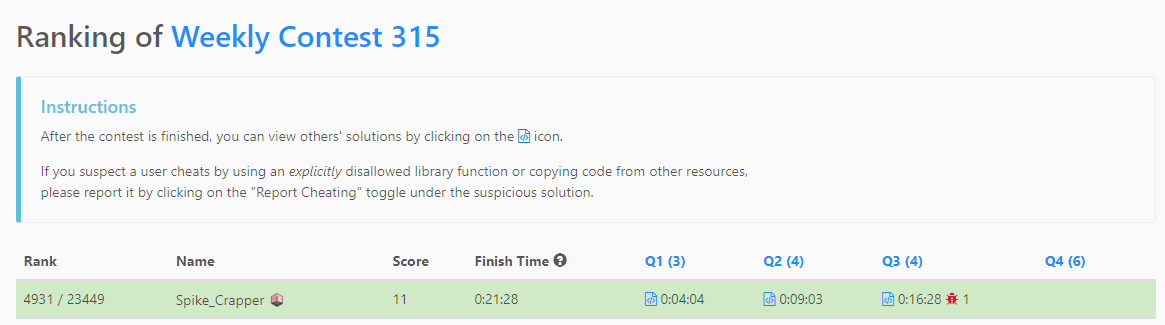 Ranking of Weekly Contest 315
Instructions
After the contest is finished, you can view others' solutions by clicking on the icon.
If you suspect a user cheats by using an explicitly disallowed library function or copying code from other resources,
please report it by clicking on the "Report Cheating" toggle under the suspicious solution.
Rank Name Score Finish Time Q1 (3) Q2 (4) Q3 (4) Q4 (6)
4931 / 23449 Spike_Crapper 11 0:21:28 0:04:04 0:09:03 0:16:28 1